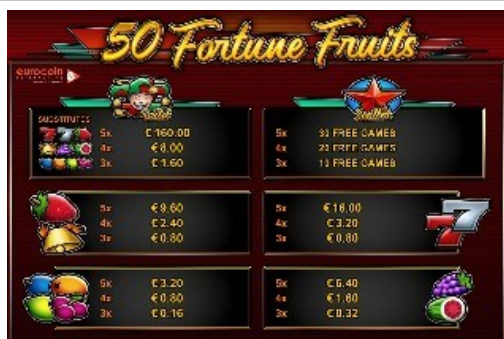 50 Fortune Fruits
eurocoin
SUBSTITUTES
5x €160.00
4x €8.00
3x €1.60
5x 30 FREE GAMES
4x 20 FREE GAMES
3x 10 FREE GAMES
5x €9.60
4x €2.40
3x €0.80
5x €16.00
4x €3.20
3x €0.80
5x €3.20
4x €0.80
3x €0.16
5x €6.40
4x €1.60
3x €0.32